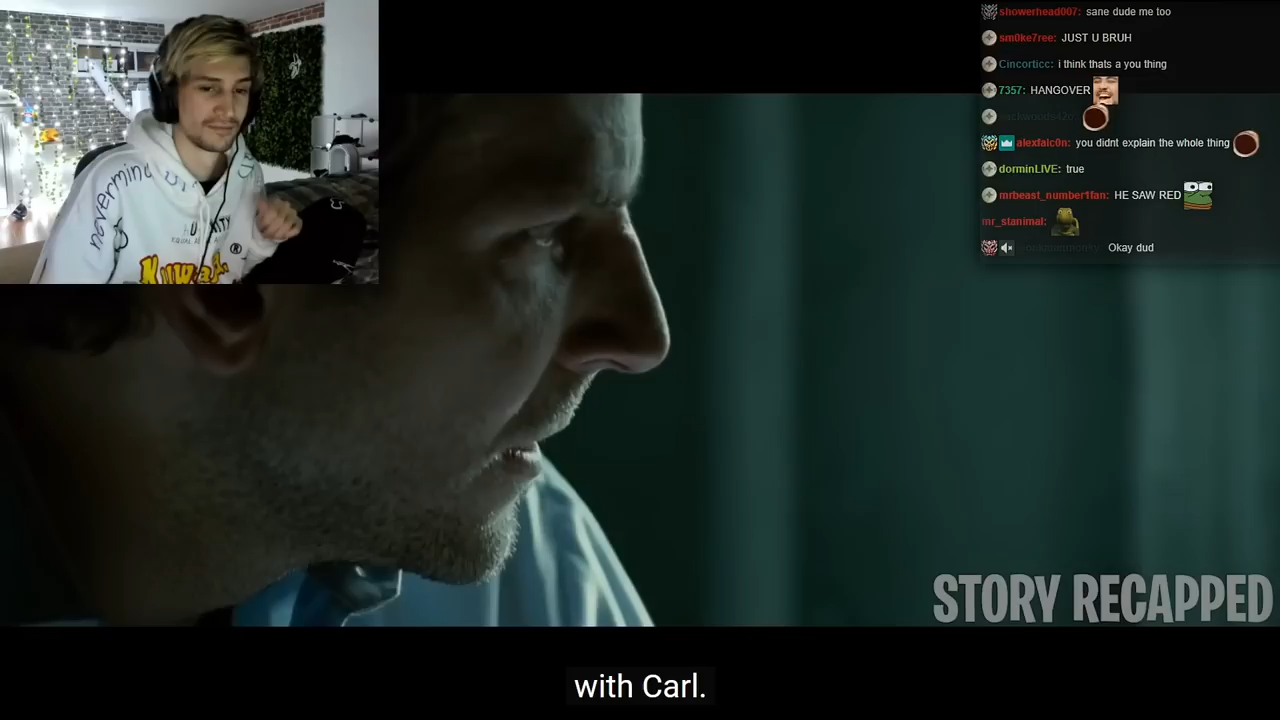 showerhead007: sane dude me too
sm0ke7ree: JUST U BRUH
Cincorticc: i think thats a you thing
7357: HANGOVER
alexfalc0n: you didnt explain the whole thing
dorminLIVE: true
mrbeast_number1fan: HE SAW RED
mr_stanimal:
Okay dud
nevermind
STORY RECAPPED
with Carl.